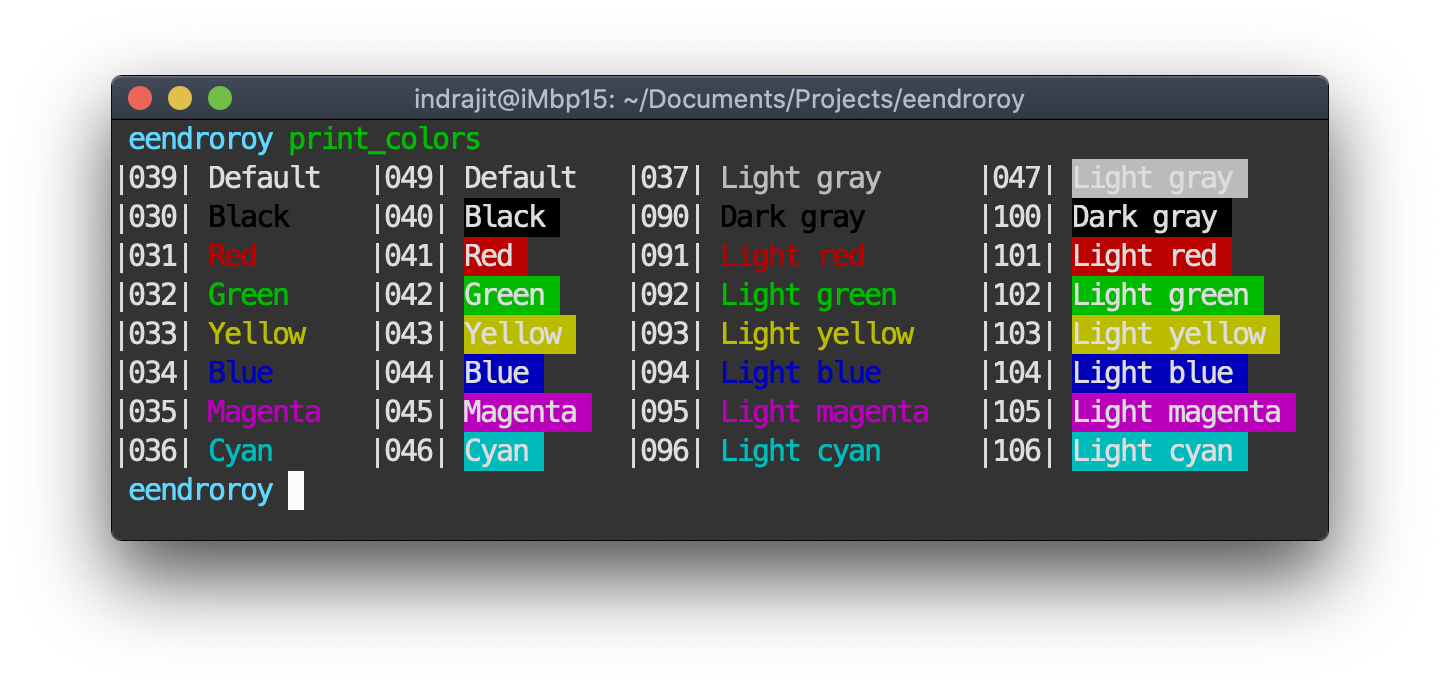 indrajit@iMbp15: ~/Documents/Projects/eendroroy
eendroroy print_colors
|039| Default |049| Default |037| Light gray |047| Light gray
|030| Black |040| Black |090| Dark gray |100| Dark gray
|031| Red |041| Red |091| Light red |101| Light red
|032| Green |042| Green |092| Light green |102| Light green
|033| Yellow |043| Yellow |093| Light yellow |103| Light yellow
|034| Blue |044| Blue |094| Light blue |104| Light blue
|035| Magenta |045| Magenta |095| Light magenta |105| Light magenta
|036| Cyan |046| Cyan |096| Light cyan |106| Light cyan
eendroroy